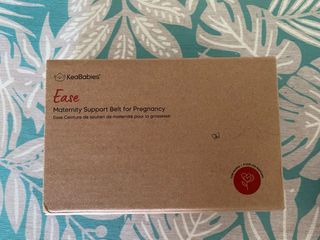 KeaBabies®
Ease
Maternity Support Belt for Pregnancy
Ease Ceinture de soutien de maternité pour la grossesse